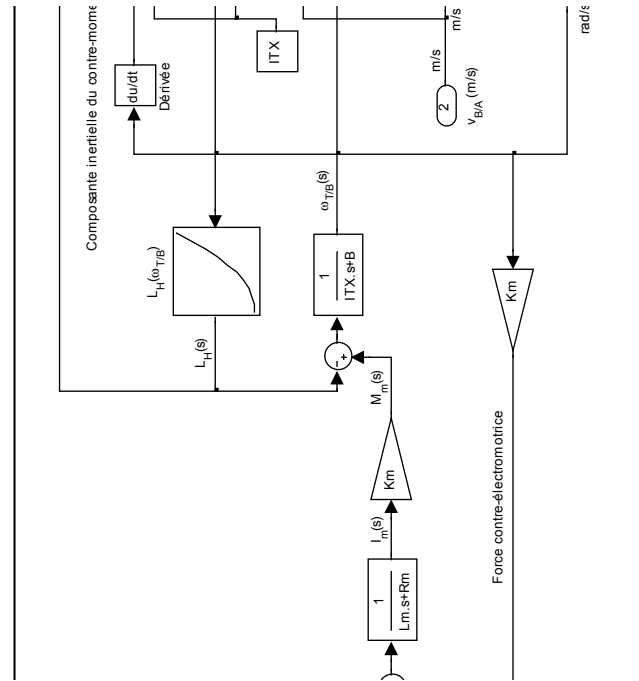 Composante inertielle du contre-mome
du/dt
Dérivée
ITX
m/s
m/s
2
v_B/A (m/s)
rad/s
L_H(ω_T/B)
ω_T/B(s)
1
ITX.s+B
L_H(s)
- +
M_m(s)
Km
Km
I_m(s)
Force contre-électromotrice
1
Lm.s+Rm